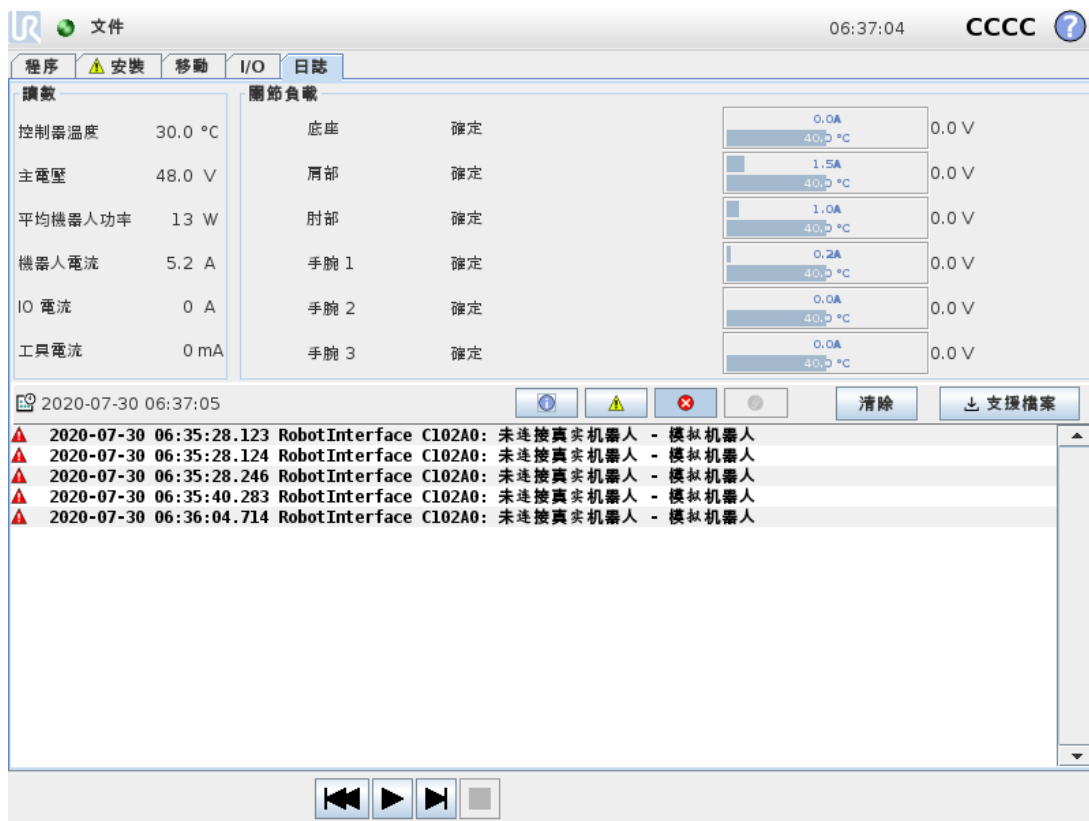 UR 文件 06:37:04 CCCC ?
程序 安裝 移動 I/O 日誌
讀數 關節負載
控制器溫度 30.0 °C
主電壓 48.0 V
平均機器人功率 13 W
機器人電流 5.2 A
IO 電流 0 A
工具電流 0 mA
底座 確定 0.0A 40.0 °C 0.0 V
肩部 確定 1.5A 40.0 °C 0.0 V
肘部 確定 1.0A 40.0 °C 0.0 V
手腕 1 確定 0.2A 40.0 °C 0.0 V
手腕 2 確定 0.0A 40.0 °C 0.0 V
手腕 3 確定 0.0A 40.0 °C 0.0 V
2020-07-30 06:37:05 清除 支援檔案
2020-07-30 06:35:28.123 RobotInterface C102A0: 未连接真实机器人 - 模拟机器人
2020-07-30 06:35:28.124 RobotInterface C102A0: 未连接真实机器人 - 模拟机器人
2020-07-30 06:35:28.246 RobotInterface C102A0: 未连接真实机器人 - 模拟机器人
2020-07-30 06:35:40.283 RobotInterface C102A0: 未连接真实机器人 - 模拟机器人
2020-07-30 06:36:04.714 RobotInterface C102A0: 未连接真实机器人 - 模拟机器人